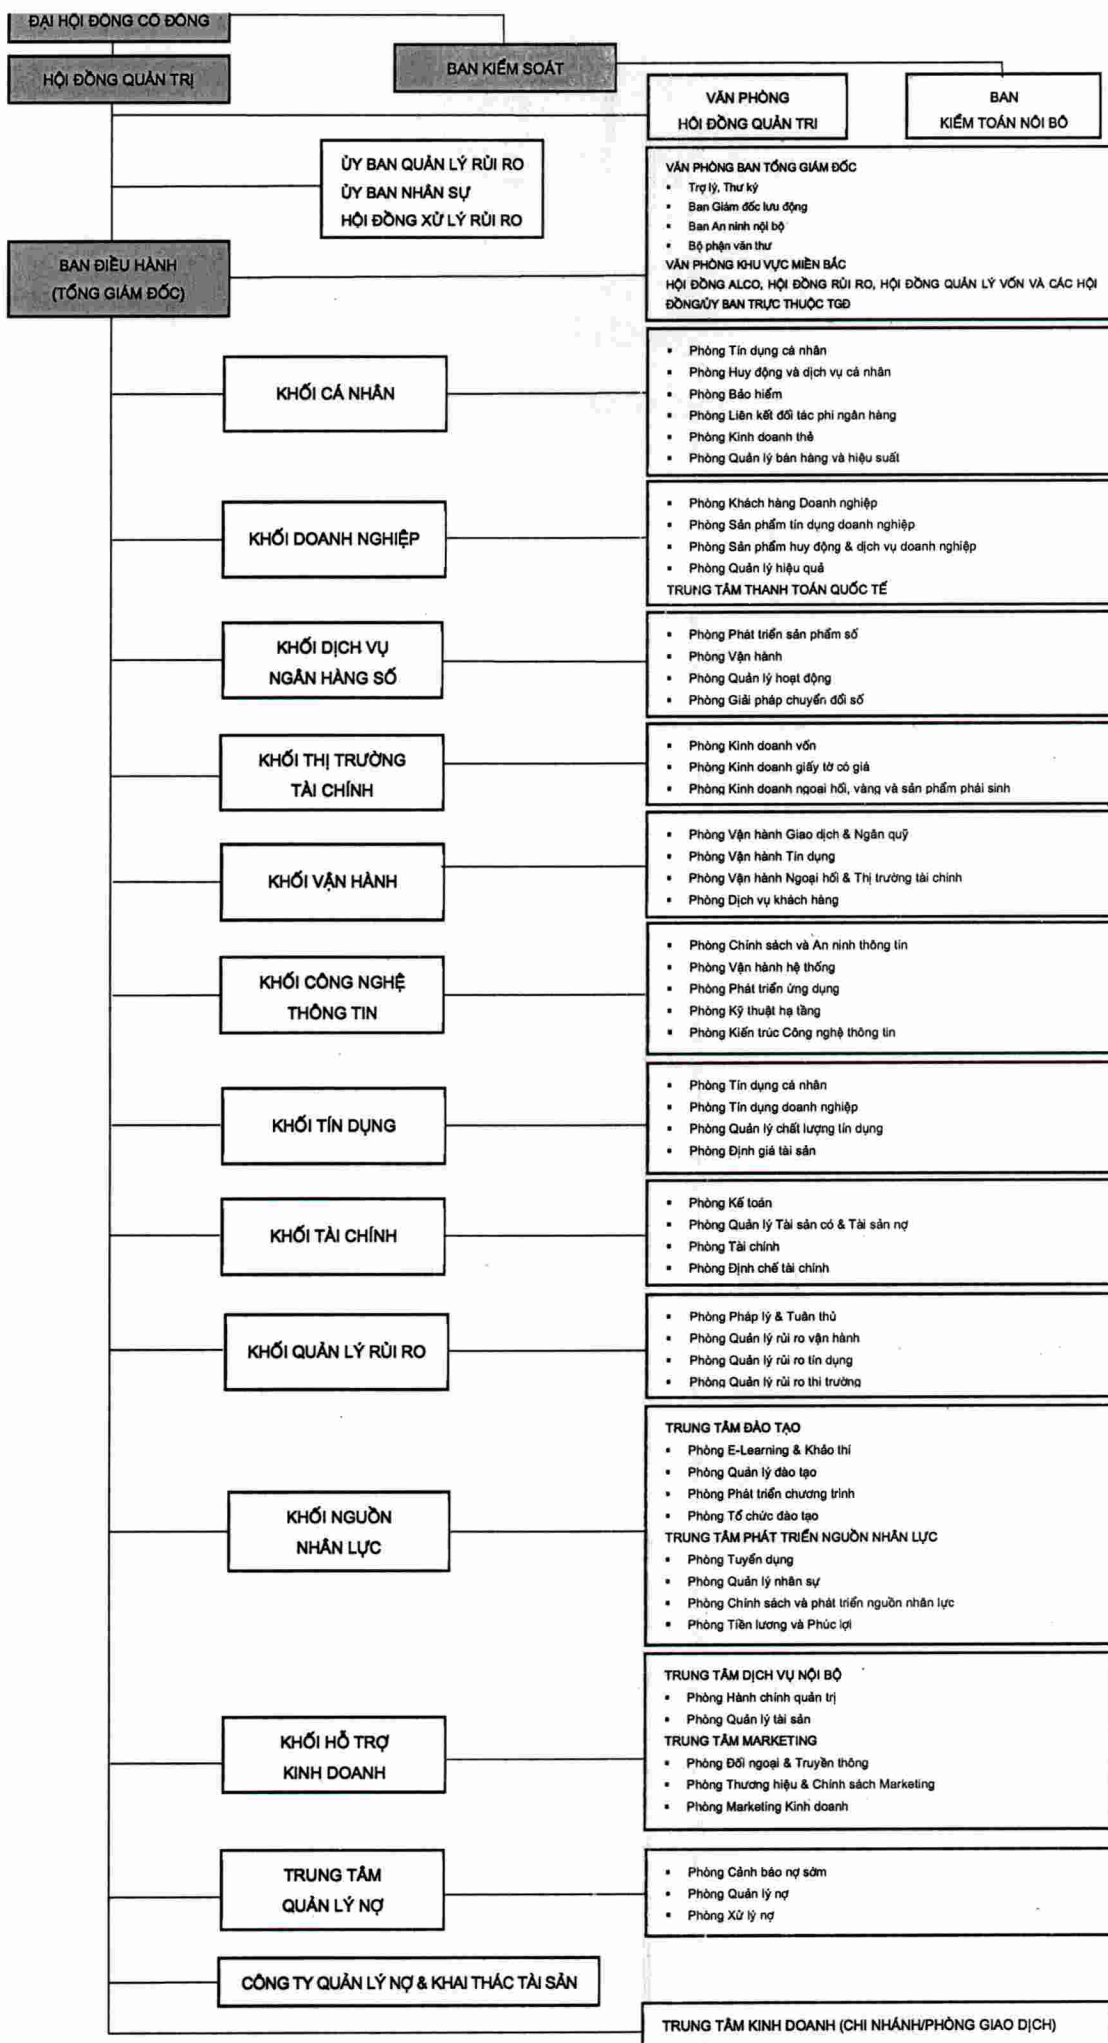 ĐẠI HỘI ĐỒNG CỔ ĐÔNG
HỘI ĐỒNG QUẢN TRỊ
BAN KIỂM SOÁT
VĂN PHÒNG
HỘI ĐỒNG QUẢN TRỊ
BAN
KIỂM TOÁN NỘI BỘ
ỦY BAN QUẢN LÝ RỦI RO
ỦY BAN NHÂN SỰ
HỘI ĐỒNG XỬ LÝ RỦI RO
VĂN PHÒNG BAN TỔNG GIÁM ĐỐC
▪ Trợ lý, Thư ký
▪ Ban Giám đốc lưu động
▪ Ban An ninh nội bộ
▪ Bộ phận văn thư
VĂN PHÒNG KHU VỰC MIỀN BẮC
HỘI ĐỒNG ALCO, HỘI ĐỒNG RỦI RO, HỘI ĐỒNG QUẢN LÝ VỐN VÀ CÁC HỘI
ĐỒNG/ỦY BAN TRỰC THUỘC TGĐ
BAN ĐIỀU HÀNH
(TỔNG GIÁM ĐỐC)
KHỐI CÁ NHÂN
▪ Phòng Tín dụng cá nhân
▪ Phòng Huy động và dịch vụ cá nhân
▪ Phòng Bảo hiểm
▪ Phòng Liên kết đối tác phi ngân hàng
▪ Phòng Kinh doanh thẻ
▪ Phòng Quản lý bán hàng và hiệu suất
KHỐI DOANH NGHIỆP
▪ Phòng Khách hàng Doanh nghiệp
▪ Phòng Sản phẩm tín dụng doanh nghiệp
▪ Phòng Sản phẩm huy động & dịch vụ doanh nghiệp
▪ Phòng Quản lý hiệu quả
TRUNG TÂM THANH TOÁN QUỐC TẾ
KHỐI DỊCH VỤ
NGÂN HÀNG SỐ
▪ Phòng Phát triển sản phẩm số
▪ Phòng Vận hành
▪ Phòng Quản lý hoạt động
▪ Phòng Giải pháp chuyển đổi số
KHỐI THỊ TRƯỜNG
TÀI CHÍNH
▪ Phòng Kinh doanh vốn
▪ Phòng Kinh doanh giấy tờ có giá
▪ Phòng Kinh doanh ngoại hối, vàng và sản phẩm phái sinh
KHỐI VẬN HÀNH
▪ Phòng Vận hành Giao dịch & Ngân quỹ
▪ Phòng Vận hành Tín dụng
▪ Phòng Vận hành Ngoại hối & Thị trường tài chính
▪ Phòng Dịch vụ khách hàng
KHỐI CÔNG NGHỆ
THÔNG TIN
▪ Phòng Chính sách và An ninh thông tin
▪ Phòng Vận hành hệ thống
▪ Phòng Phát triển ứng dụng
▪ Phòng Kỹ thuật hạ tầng
▪ Phòng Kiến trúc Công nghệ thông tin
KHỐI TÍN DỤNG
▪ Phòng Tín dụng cá nhân
▪ Phòng Tín dụng doanh nghiệp
▪ Phòng Quản lý chất lượng tín dụng
▪ Phòng Định giá tài sản
KHỐI TÀI CHÍNH
▪ Phòng Kế toán
▪ Phòng Quản lý Tài sản có & Tài sản nợ
▪ Phòng Tài chính
▪ Phòng Định chế tài chính
KHỐI QUẢN LÝ RỦI RO
▪ Phòng Pháp lý & Tuân thủ
▪ Phòng Quản lý rủi ro vận hành
▪ Phòng Quản lý rủi ro tín dụng
▪ Phòng Quản lý rủi ro thị trường
KHỐI NGUỒN
NHÂN LỰC
TRUNG TÂM ĐÀO TẠO
▪ Phòng E-Learning & Khảo thí
▪ Phòng Quản lý đào tạo
▪ Phòng Phát triển chương trình
▪ Phòng Tổ chức đào tạo
TRUNG TÂM PHÁT TRIỂN NGUỒN NHÂN LỰC
▪ Phòng Tuyển dụng
▪ Phòng Quản lý nhân sự
▪ Phòng Chính sách và phát triển nguồn nhân lực
▪ Phòng Tiền lương và Phúc lợi
KHỐI HỖ TRỢ
KINH DOANH
TRUNG TÂM DỊCH VỤ NỘI BỘ
▪ Phòng Hành chính quản trị
▪ Phòng Quản lý tài sản
TRUNG TÂM MARKETING
▪ Phòng Đối ngoại & Truyền thông
▪ Phòng Thương hiệu & Chính sách Marketing
▪ Phòng Marketing Kinh doanh
TRUNG TÂM
QUẢN LÝ NỢ
▪ Phòng Cảnh báo nợ sớm
▪ Phòng Quản lý nợ
▪ Phòng Xử lý nợ
CÔNG TY QUẢN LÝ NỢ & KHAI THÁC TÀI SẢN
TRUNG TÂM KINH DOANH (CHI NHÁNH/PHÒNG GIAO DỊCH)